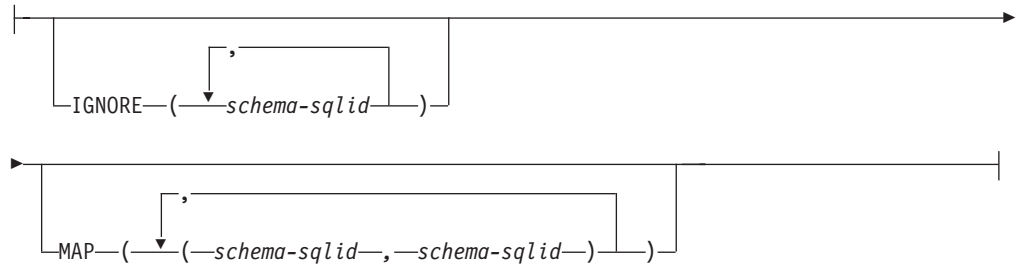 ,
IGNORE ( schema-sqlid )
,
MAP ( ( schema-sqlid , schema-sqlid ) )